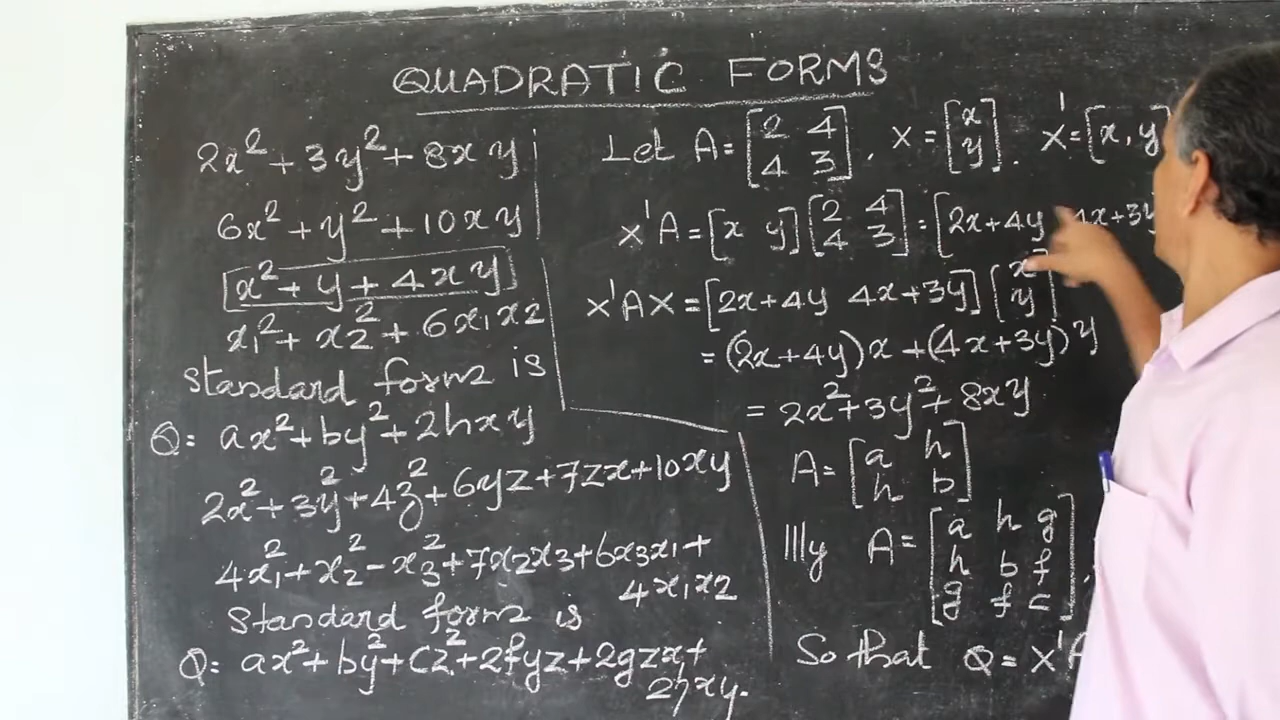 QUADRATIC FORMS
2x² + 3y² + 8xy
6x² + y² + 10xy
x² + y + 4xy
x₁² + x₂² + 6x₁x₂
standard form is
Q: ax² + by² + 2hxy
2x² + 3y² + 4z² + 6yz + 7zx + 10xy
4x₁² + x₂² - x₃² + 7x₂x₃ + 6x₃x₁ +
4x₁x₂
Standard form is
Q: ax² + by² + cz² + 2fyz + 2gzx +
2hxy.
Let A = [2 4; 4 3], X = [x; y]. X' = [x, y]
X'A = [x y] [2 4; 4 3] = [2x+4y 4x+3y
X'AX = [2x+4y 4x+3y] [x; y]
= (2x+4y)x + (4x+3y)y
= 2x² + 3y² + 8xy
A = [a h; h b]
|||ly A = [a h g; h b f; g f c],
So that Q = X'A